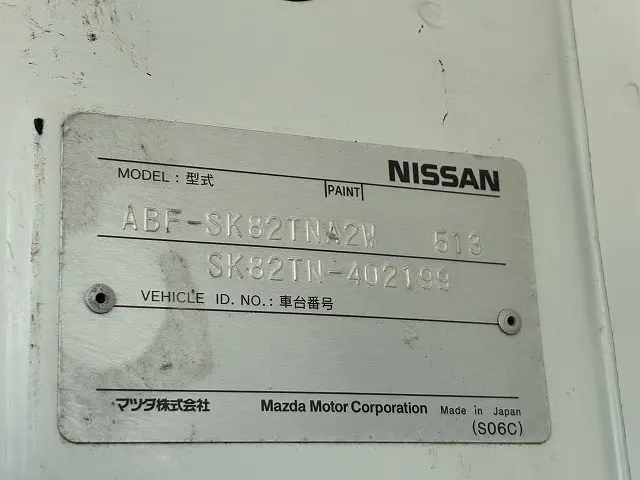 NISSAN
MODEL : 型式
PAINT
ABF-SK82TNA2W 513
SK82TN-402199
VEHICLE ID. NO. : 車台番号
マツダ株式会社 Mazda Motor Corporation Made in Japan
(S06C)